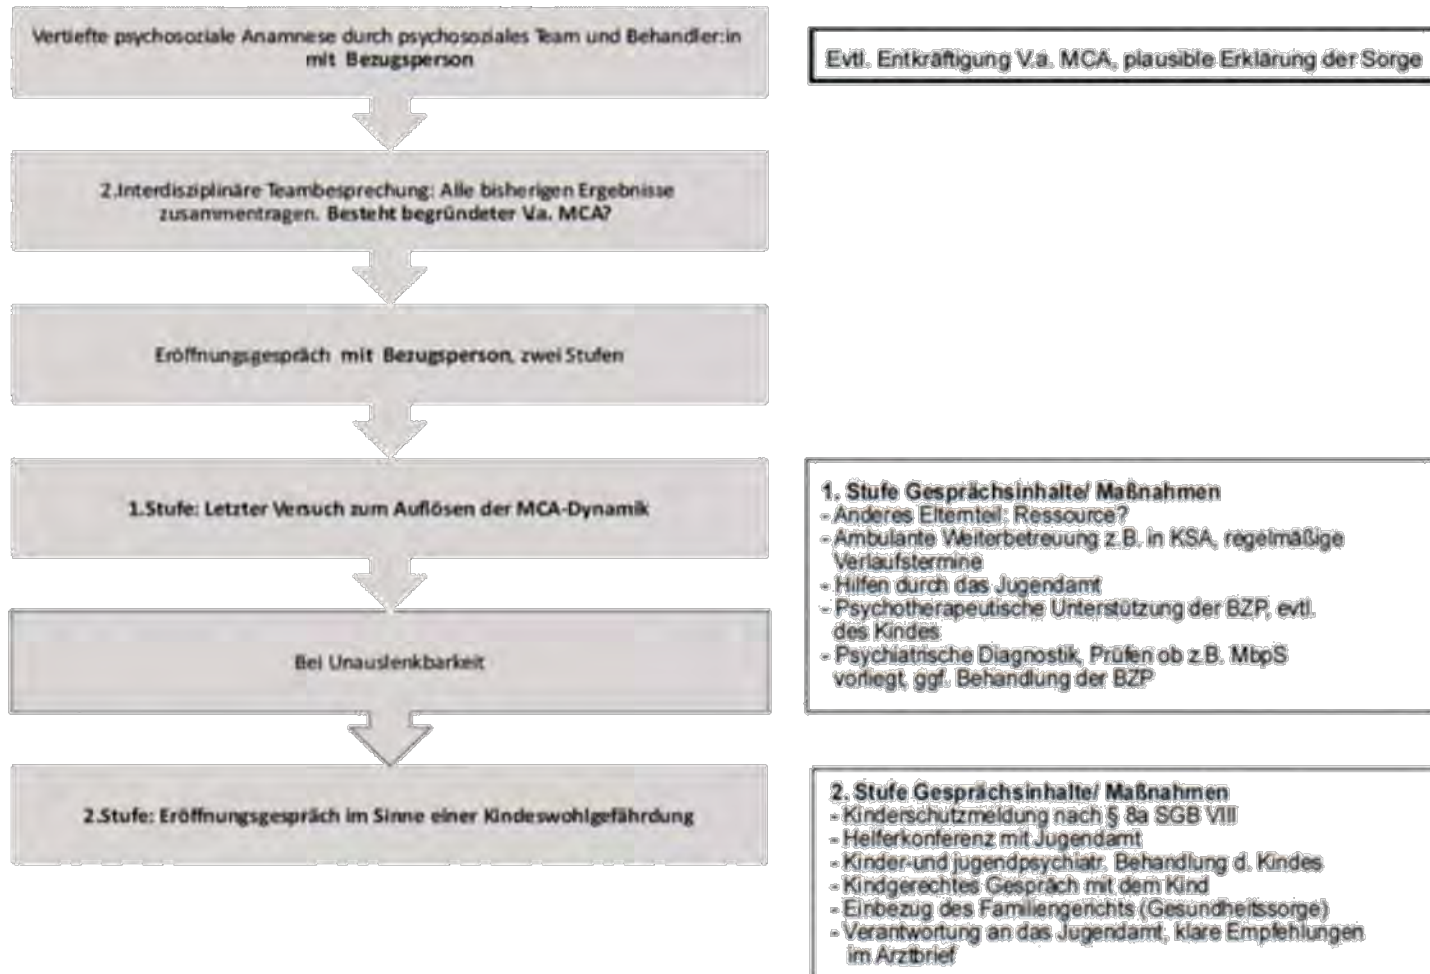 Vertiefte psychosoziale Anamnese durch psychosoziales Team und Behandler:in
mit Bezugsperson
Evtl. Entkräftigung V.a. MCA, plausible Erklärung der Sorge
2.Interdisziplinäre Teambesprechung: Alle bisherigen Ergebnisse
zusammentragen. Besteht begründeter V.a. MCA?
Eröffnungsgespräch mit Bezugsperson, zwei Stufen
1.Stufe: Letzter Versuch zum Auflösen der MCA-Dynamik
1. Stufe Gesprächsinhalte/ Maßnahmen
- Anderes Elternteil: Ressource?
- Ambulante Weiterbetreuung z.B. in KSA, regelmäßige
Verlaufstermine
- Hilfen durch das Jugendamt
- Psychotherapeutische Unterstützung der BZP, evtl.
des Kindes
- Psychiatrische Diagnostik, Prüfen ob z.B. MbpS
vorliegt, ggf. Behandlung der BZP
Bei Unauslenkbarkeit
2.Stufe: Eröffnungsgespräch im Sinne einer Kindeswohlgefährdung
2. Stufe Gesprächsinhalte/ Maßnahmen
- Kinderschutzmeldung nach § 8a SGB VIII
- Helferkonferenz mit Jugendamt
- Kinder-und jugendpsychiatr. Behandlung d. Kindes
- Kindgerechtes Gespräch mit dem Kind
- Einbezug des Familiengerichts (Gesundheitssorge)
- Verantwortung an das Jugendamt, klare Empfehlungen
im Arztbrief